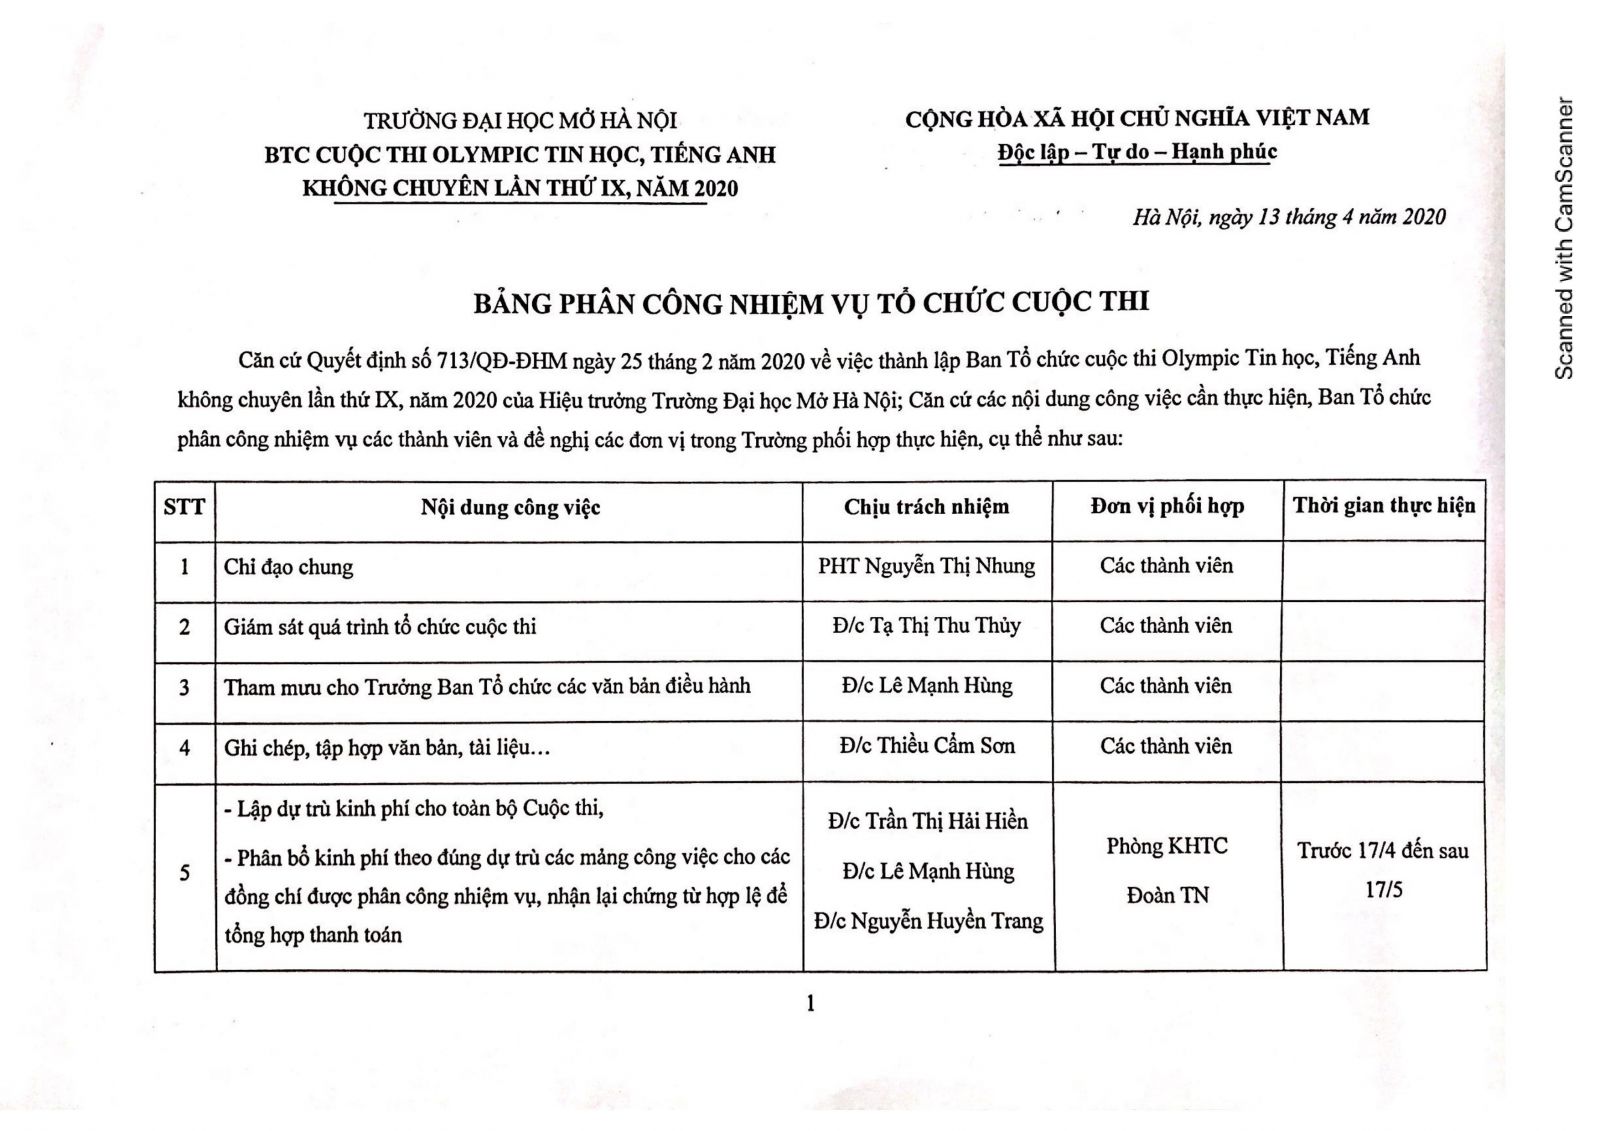 TRƯỜNG ĐẠI HỌC MỞ HÀ NỘI
BTC CUỘC THI OLYMPIC TIN HỌC, TIẾNG ANH
KHÔNG CHUYÊN LẦN THỨ IX, NĂM 2020
CỘNG HÒA XÃ HỘI CHỦ NGHĨA VIỆT NAM
Độc lập – Tự do – Hạnh phúc
Hà Nội, ngày 13 tháng 4 năm 2020
BẢNG PHÂN CÔNG NHIỆM VỤ TỔ CHỨC CUỘC THI
Căn cứ Quyết định số 713/QĐ-ĐHM ngày 25 tháng 2 năm 2020 về việc thành lập Ban Tổ chức cuộc thi Olympic Tin học, Tiếng Anh
không chuyên lần thứ IX, năm 2020 của Hiệu trưởng Trường Đại học Mở Hà Nội; Căn cứ các nội dung công việc cần thực hiện, Ban Tổ chức
phân công nhiệm vụ các thành viên và đề nghị các đơn vị trong Trường phối hợp thực hiện, cụ thể như sau:
STT Nội dung công việc Chịu trách nhiệm Đơn vị phối hợp Thời gian thực hiện
1 Chỉ đạo chung PHT Nguyễn Thị Nhung Các thành viên
2 Giám sát quá trình tổ chức cuộc thi Đ/c Tạ Thị Thu Thủy Các thành viên
3 Tham mưu cho Trưởng Ban Tổ chức các văn bản điều hành Đ/c Lê Mạnh Hùng Các thành viên
4 Ghi chép, tập hợp văn bản, tài liệu... Đ/c Thiều Cẩm Sơn Các thành viên
5
- Lập dự trù kinh phí cho toàn bộ Cuộc thi,
- Phân bổ kinh phí theo đúng dự trù các mảng công việc cho các
đồng chí được phân công nhiệm vụ, nhận lại chứng từ hợp lệ để
tổng hợp thanh toán
Đ/c Trần Thị Hải Hiền
Đ/c Lê Mạnh Hùng
Đ/c Nguyễn Huyền Trang
Phòng KHTC
Đoàn TN
Trước 17/4 đến sau
17/5
1
Scanned with CamScanner